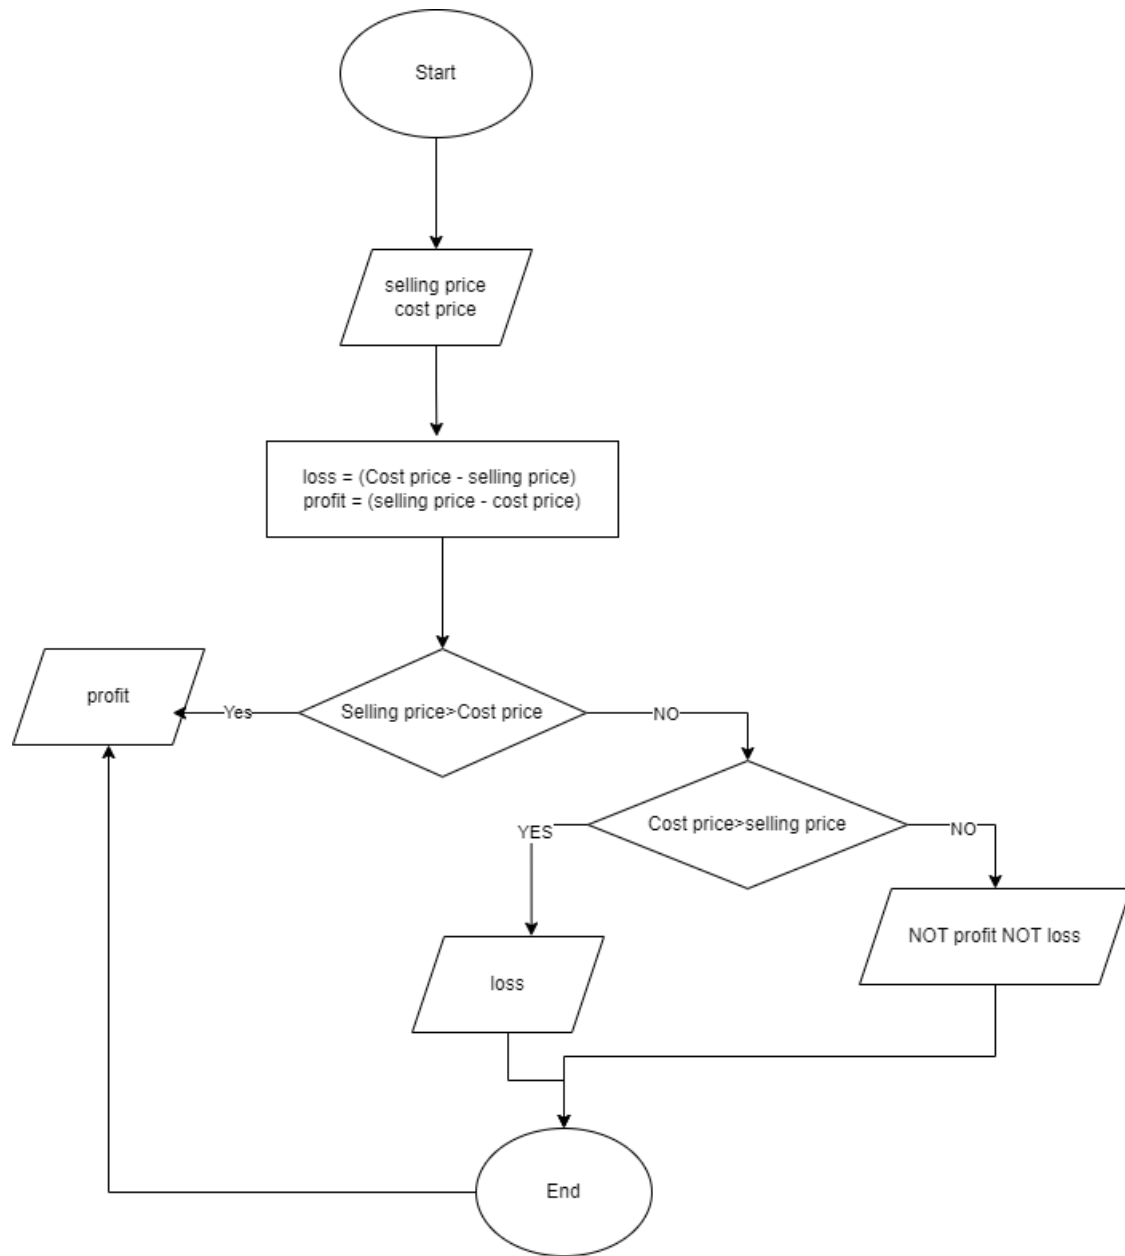 Start
selling price
cost price
loss = (Cost price - selling price)
profit = (selling price - cost price)
profit
Yes
Selling price>Cost price
NO
YES
Cost price>selling price
NO
NOT profit NOT loss
loss
End